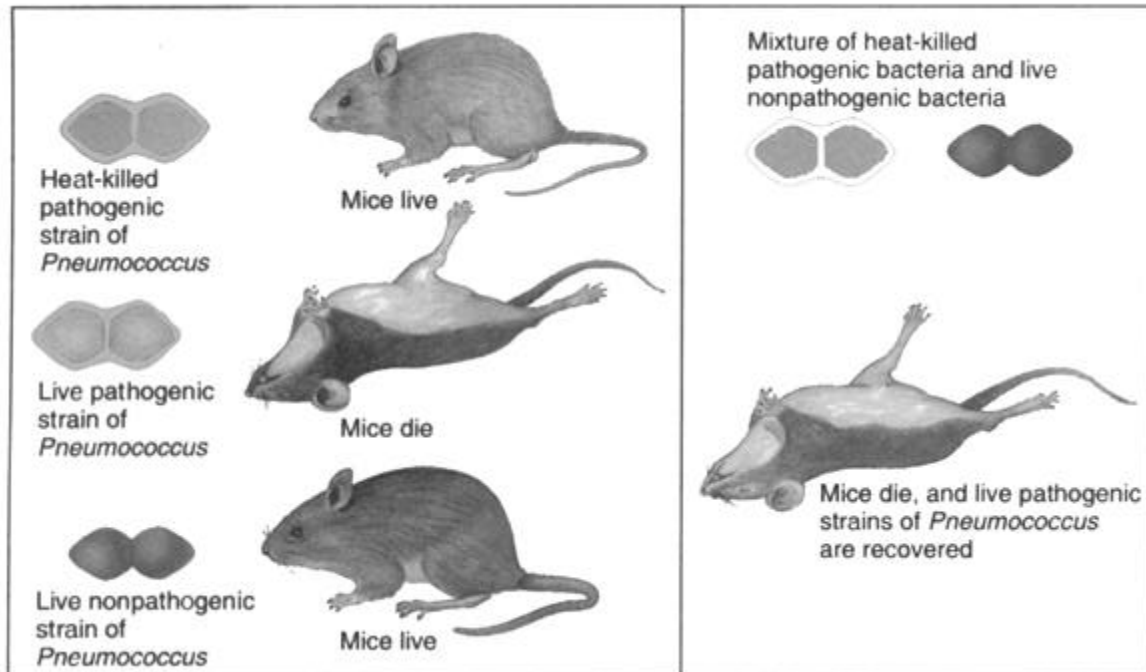 Heat-killed
pathogenic
strain of
Pneumococcus
Mice live
Live pathogenic
strain of
Pneumococcus
Mice die
Live nonpathogenic
strain of
Pneumococcus
Mice live
Mixture of heat-killed
pathogenic bacteria and live
nonpathogenic bacteria
Mice die, and live pathogenic
strains of Pneumococcus
are recovered